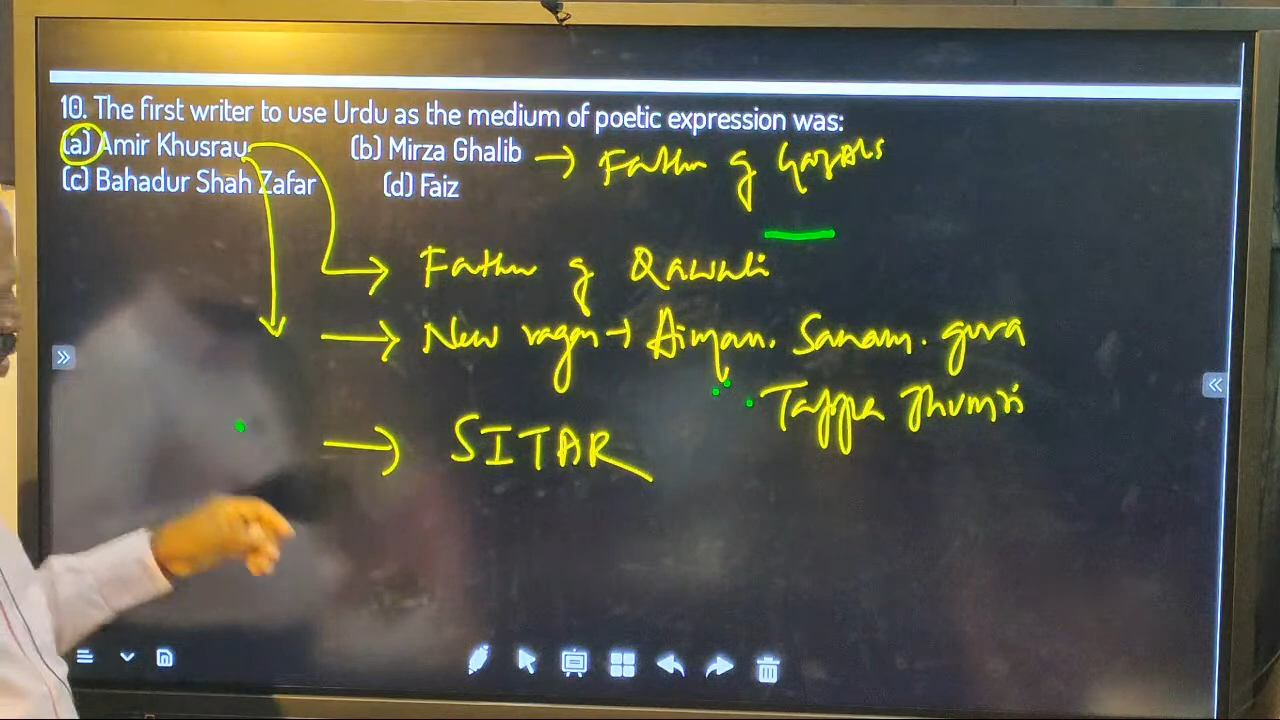 10. The first writer to use Urdu as the medium of poetic expression was:
(a) Amir Khusrau (b) Mirza Ghalib → Father of Gazals
(c) Bahadur Shah Zafar (d) Faiz
→ Father of Qawali
→ New ragas → Aiman. Sanam. gora
Tappa Thumri
→ SITAR